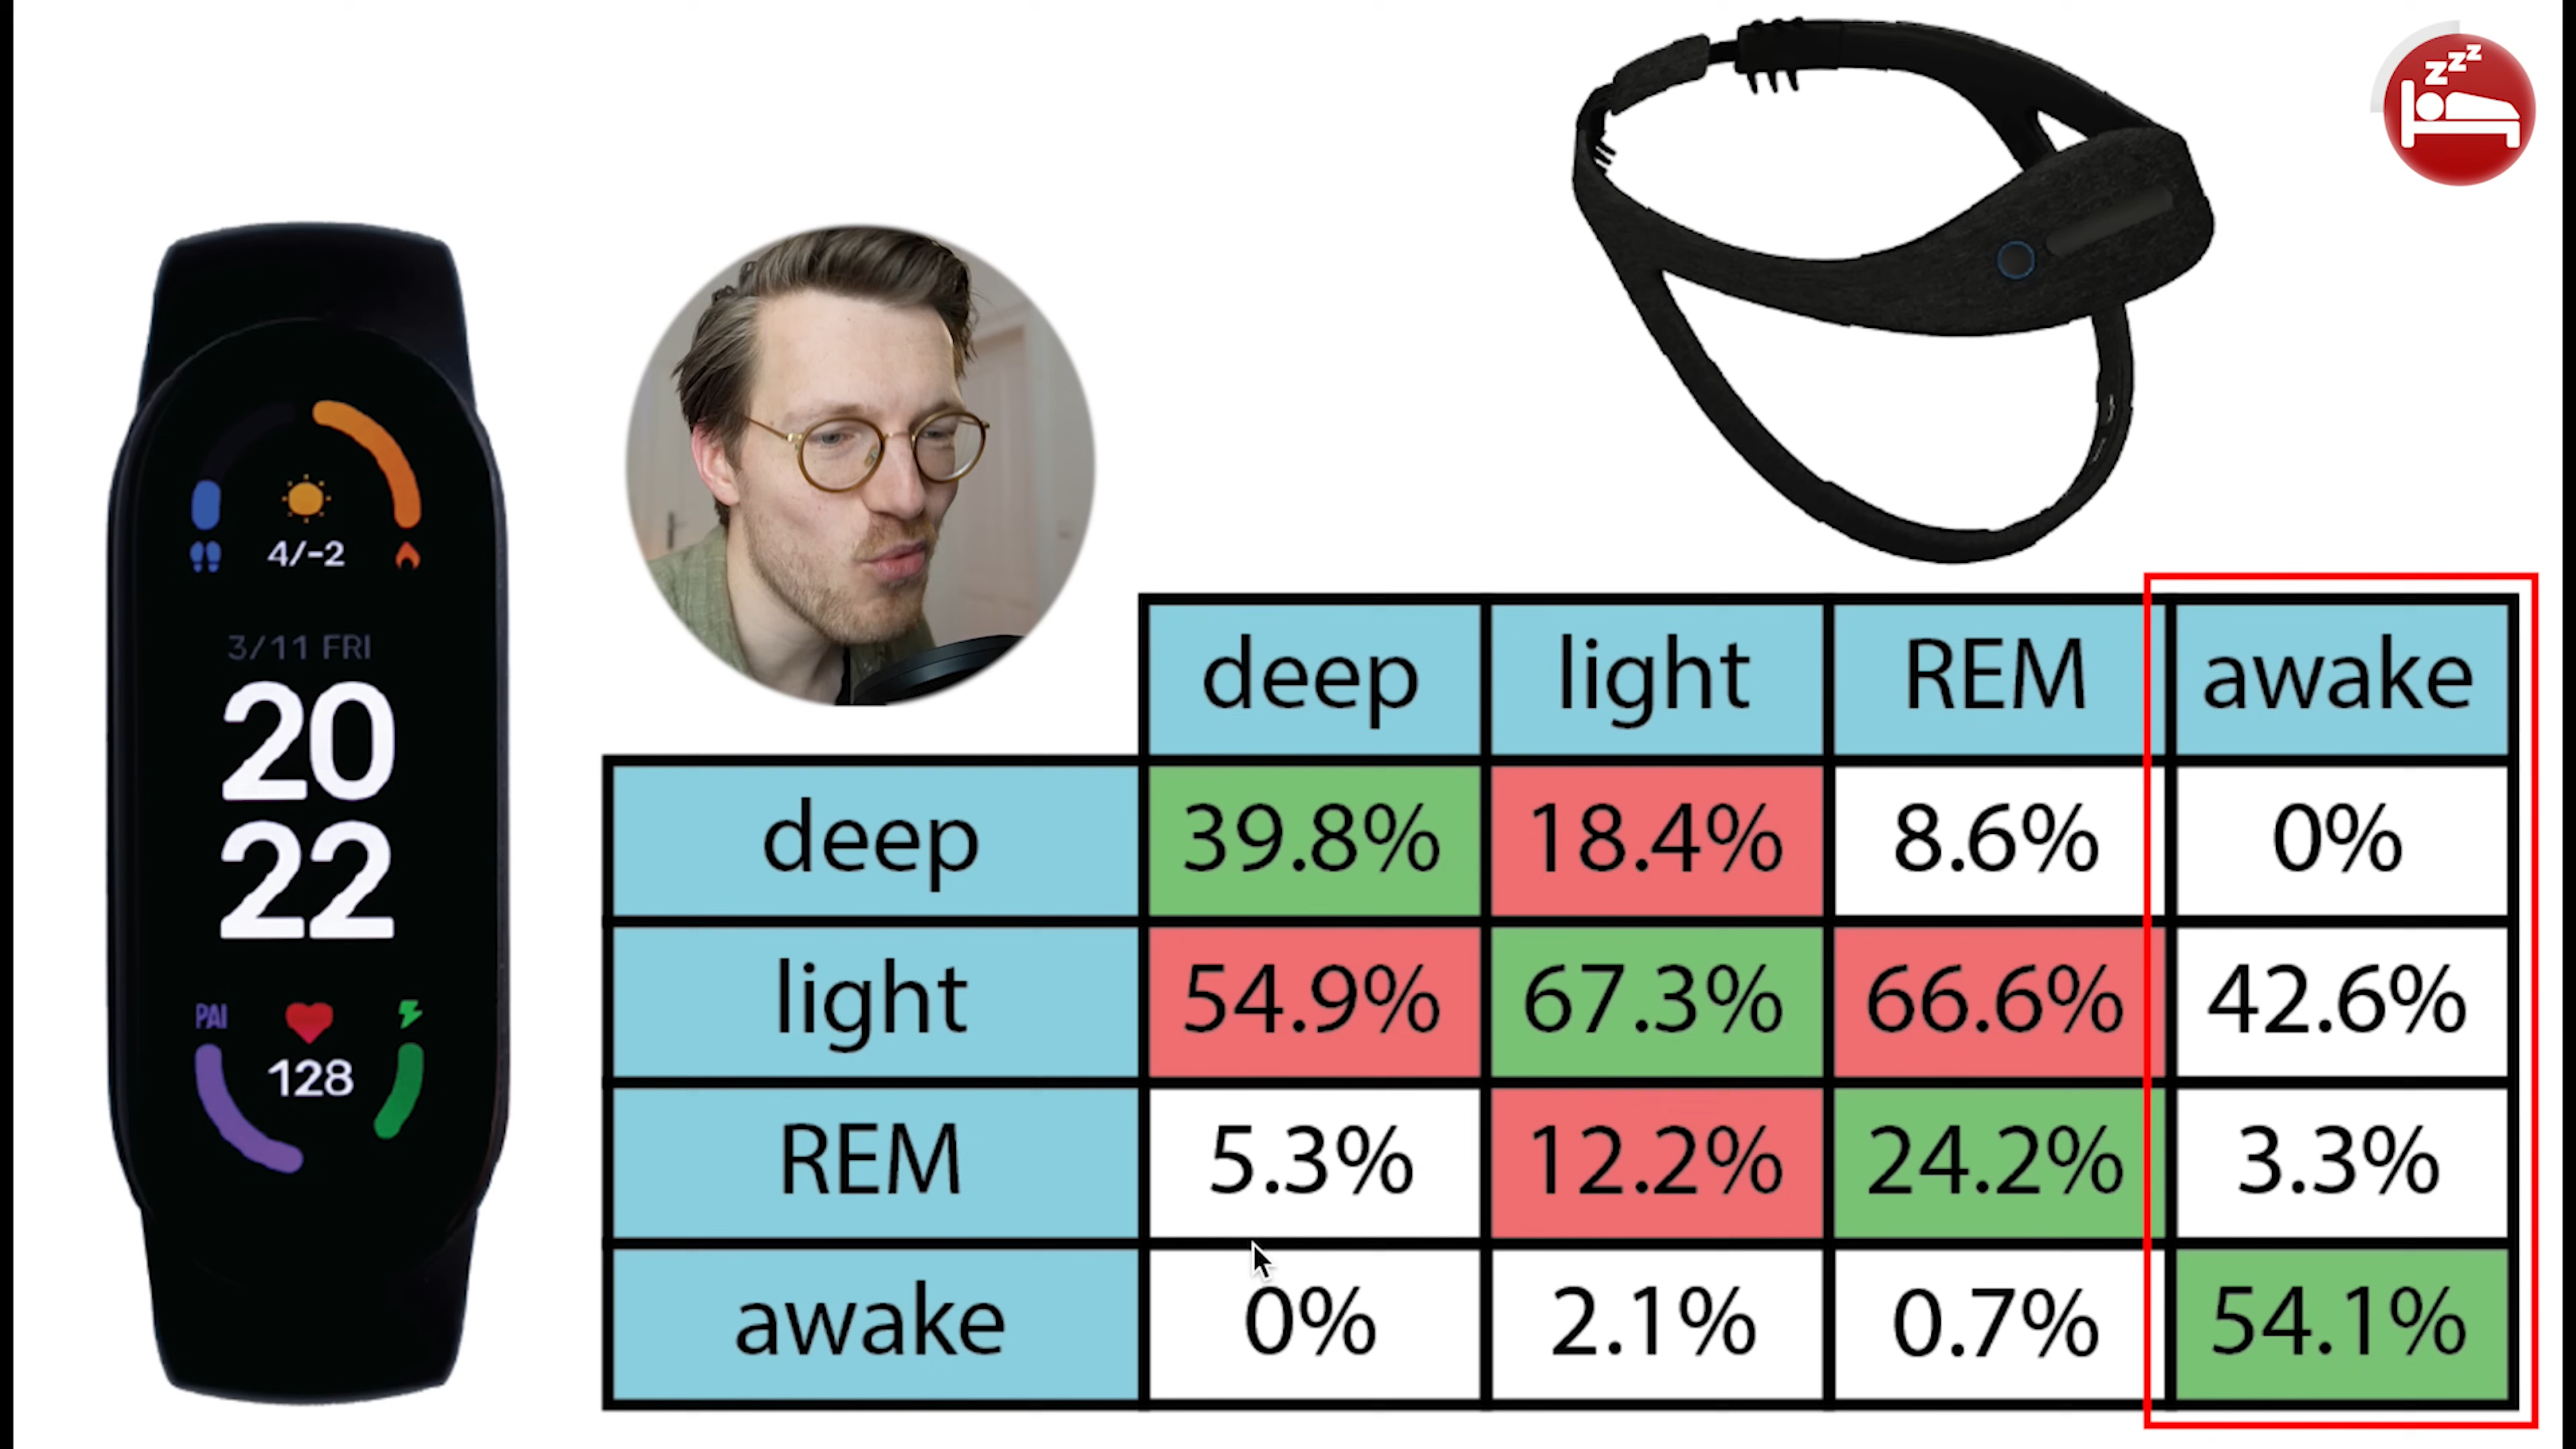 zzz
4/-2
3/11 FRI
20
22
PAI
128
deep light REM awake
deep 39.8% 18.4% 8.6% 0%
light 54.9% 67.3% 66.6% 42.6%
REM 5.3% 12.2% 24.2% 3.3%
awake 0% 2.1% 0.7% 54.1%